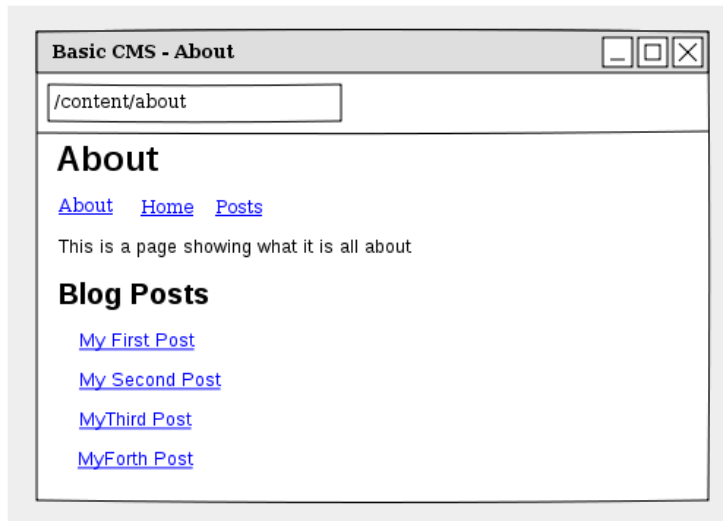 Basic CMS - About
/content/about
About
About Home Posts
This is a page showing what it is all about
Blog Posts
My First Post
My Second Post
MyThird Post
MyForth Post